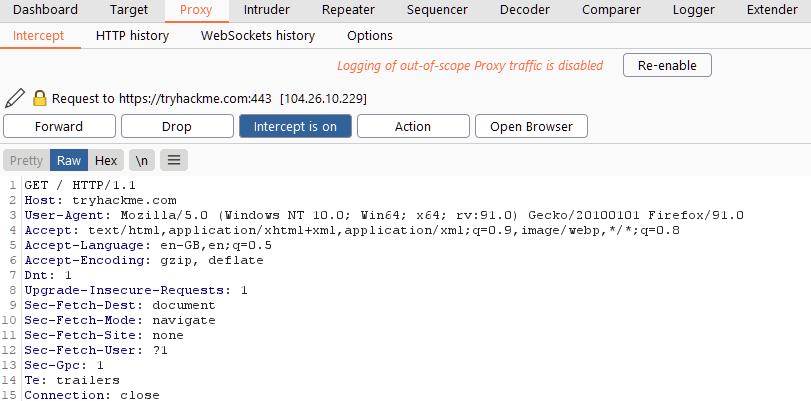 Dashboard Target Proxy Intruder Repeater Sequencer Decoder Comparer Logger Extender
Intercept HTTP history WebSockets history Options
Logging of out-of-scope Proxy traffic is disabled Re-enable
Request to https://tryhackme.com:443 [104.26.10.229]
Forward Drop Intercept is on Action Open Browser
Pretty Raw Hex \n
1 GET / HTTP/1.1
2 Host: tryhackme.com
3 User-Agent: Mozilla/5.0 (Windows NT 10.0; Win64; x64; rv:91.0) Gecko/20100101 Firefox/91.0
4 Accept: text/html,application/xhtml+xml,application/xml;q=0.9,image/webp,*/*;q=0.8
5 Accept-Language: en-GB,en;q=0.5
6 Accept-Encoding: gzip, deflate
7 Dnt: 1
8 Upgrade-Insecure-Requests: 1
9 Sec-Fetch-Dest: document
10 Sec-Fetch-Mode: navigate
11 Sec-Fetch-Site: none
12 Sec-Fetch-User: ?1
13 Sec-Gpc: 1
14 Te: trailers
15 Connection: close